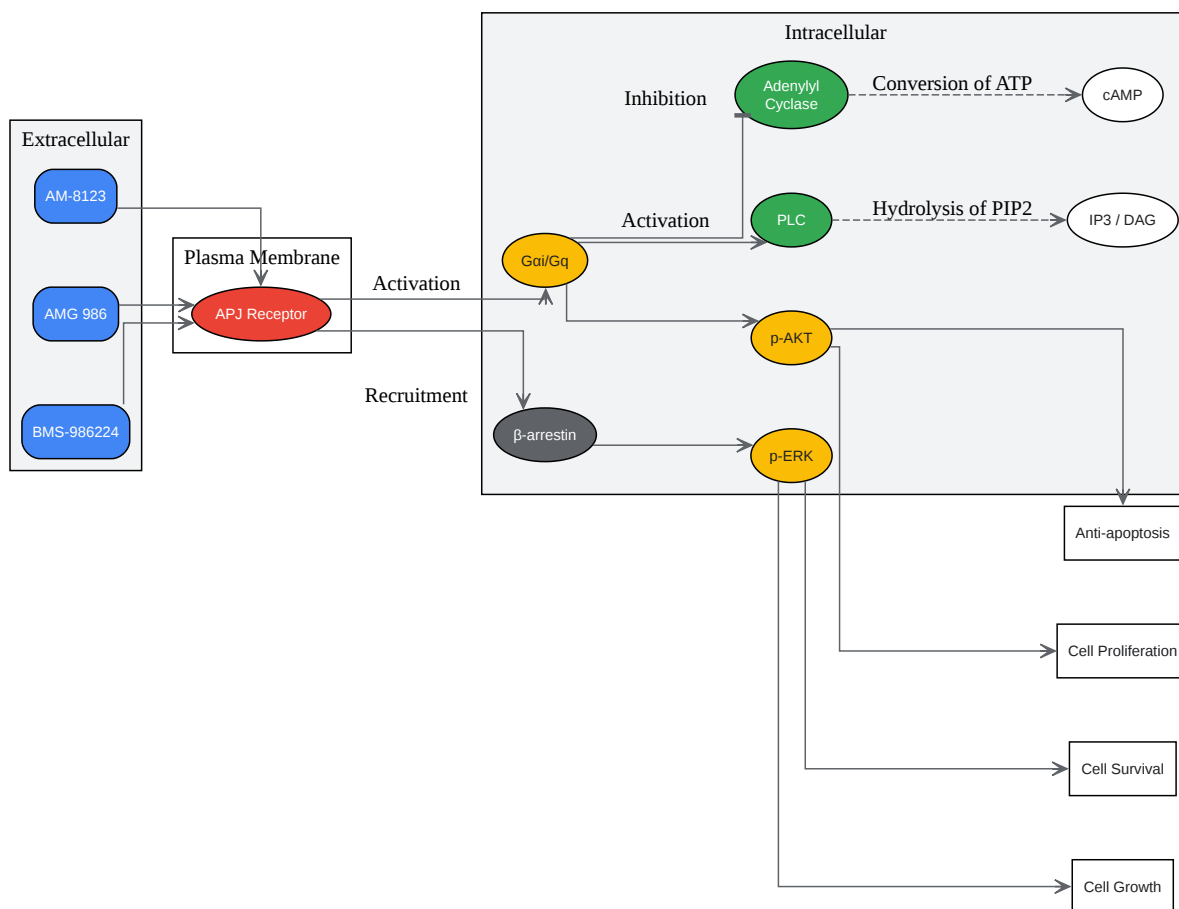 Intracellular
Adenylyl
Cyclase
Conversion of ATP
cAMP
Inhibition
Extracellular
AM-8123
Activation
PLC
Hydrolysis of PIP2
IP3 / DAG
Plasma Membrane
Gαi/Gq
Activation
AMG 986
APJ Receptor
p-AKT
Recruitment
BMS-986224
β-arrestin
p-ERK
Anti-apoptosis
Cell Proliferation
Cell Survival
Cell Growth